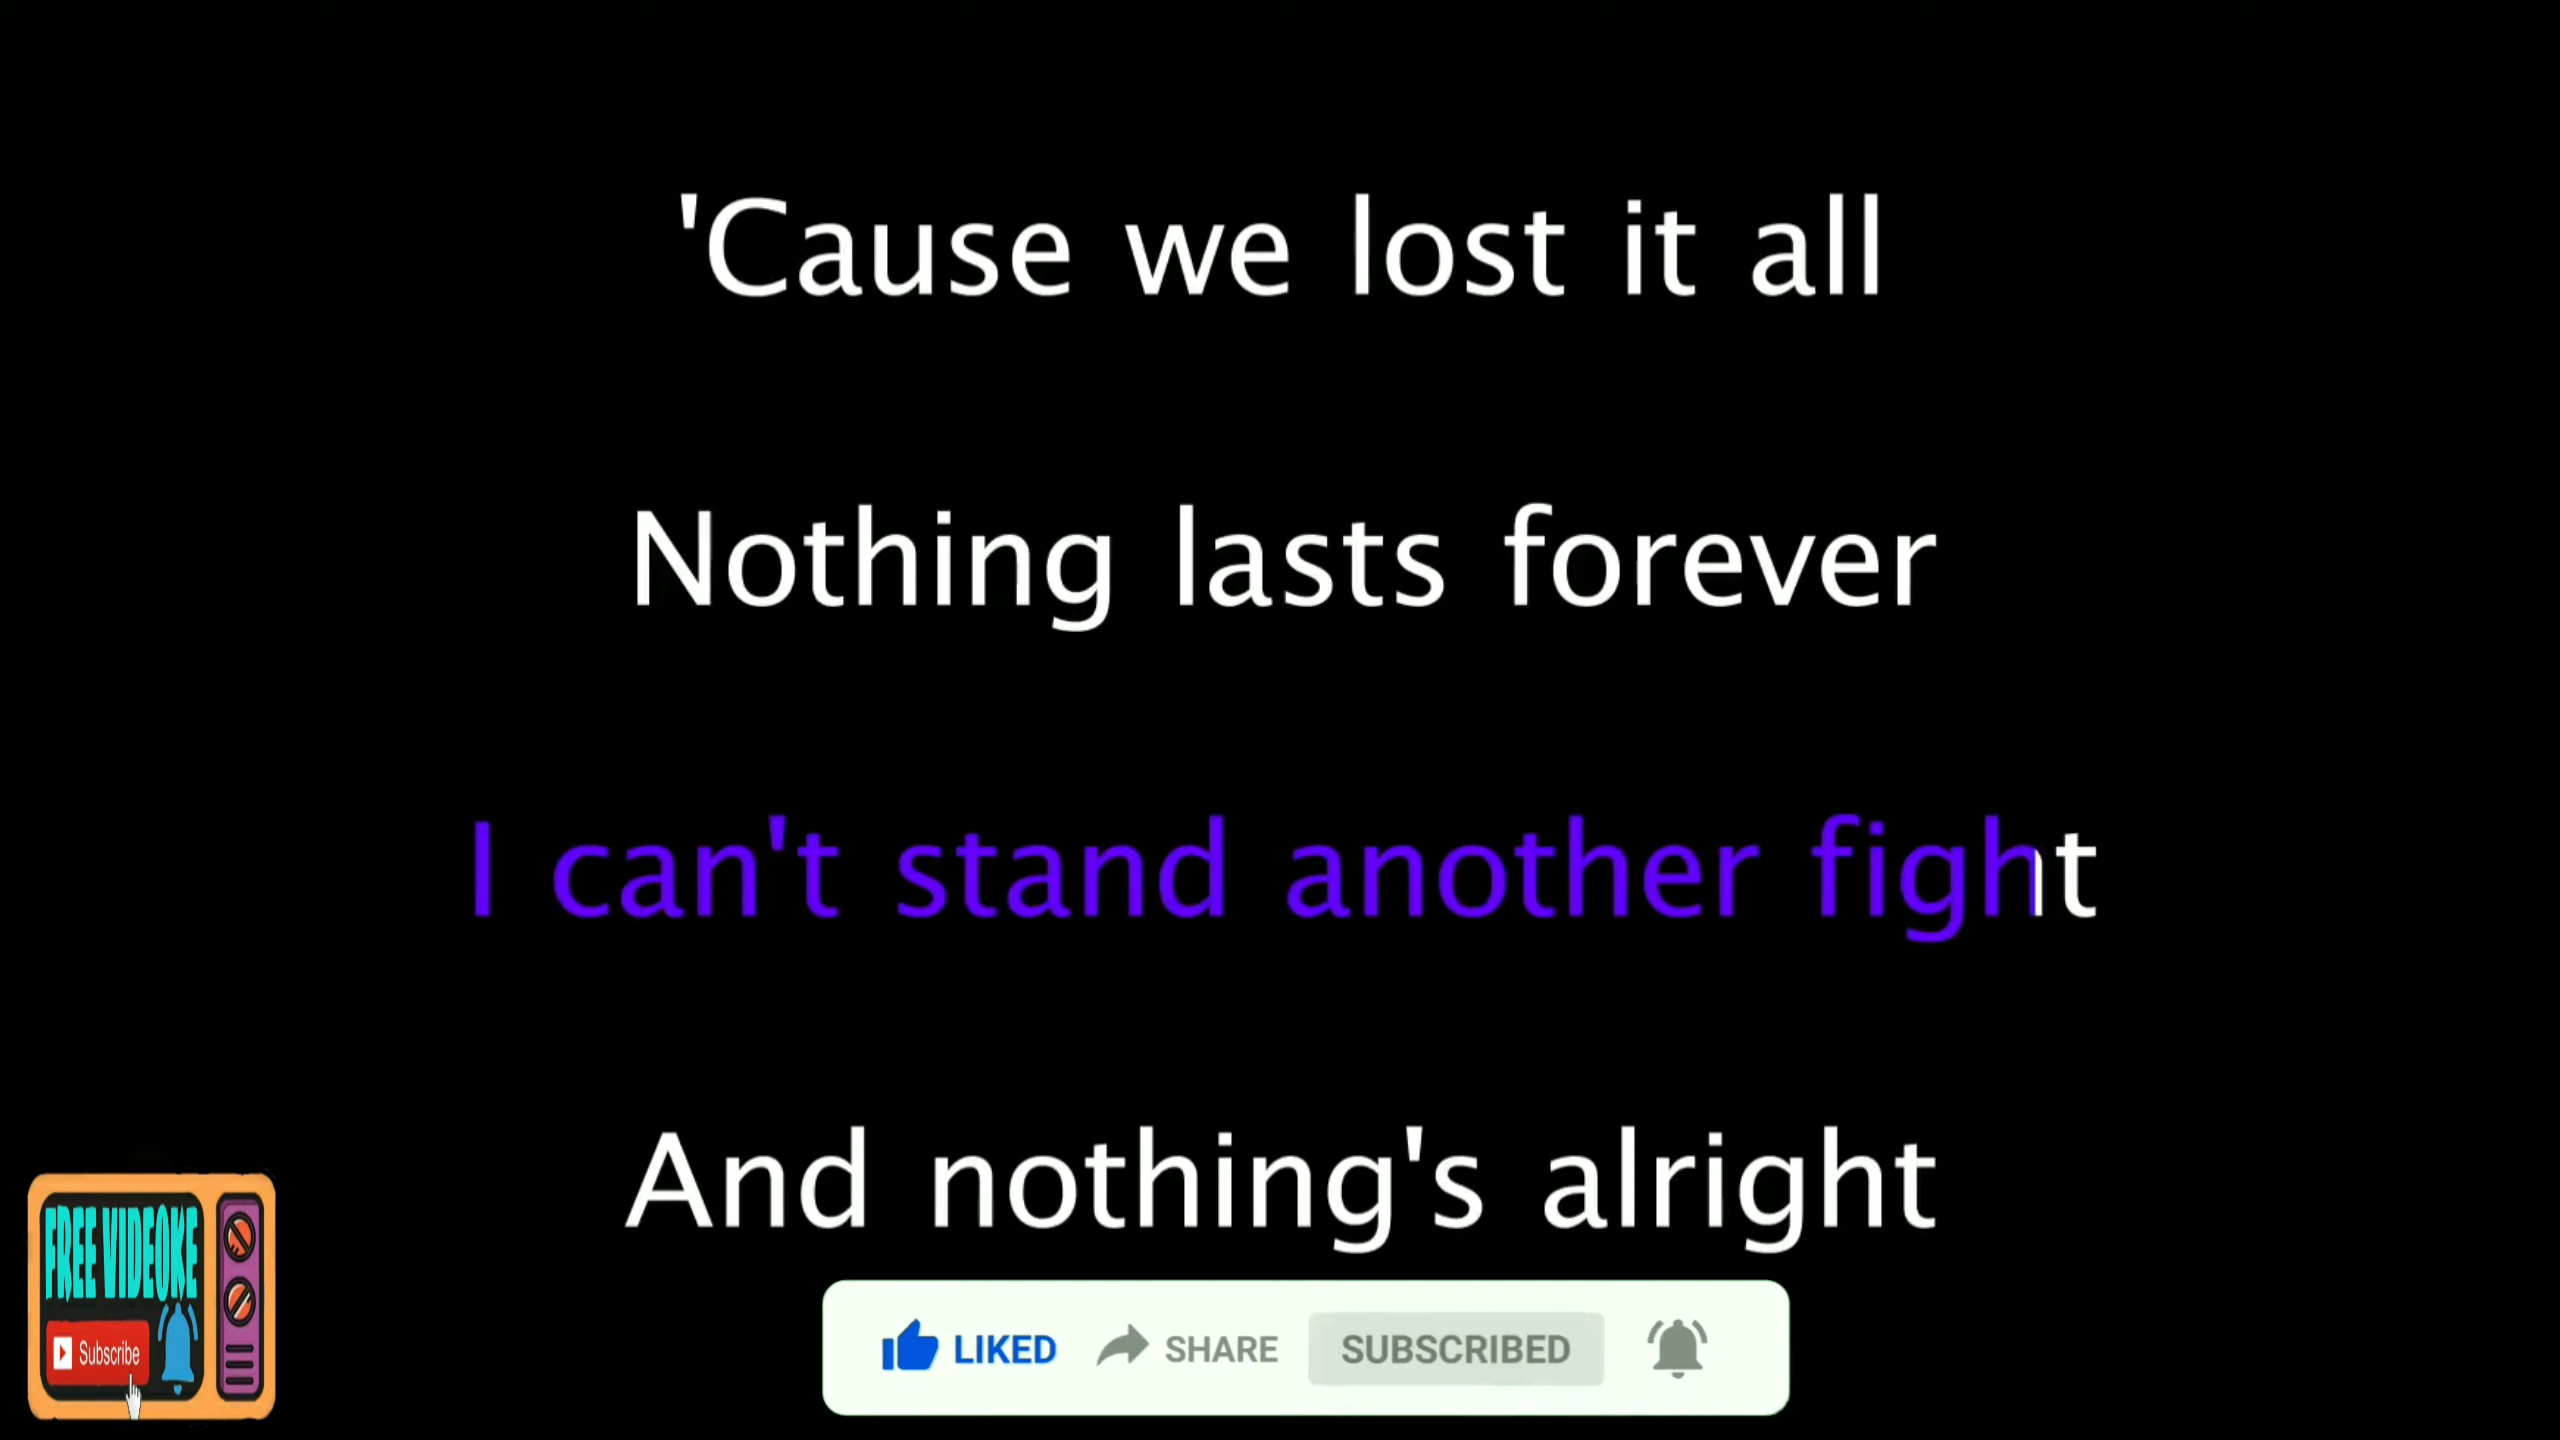 'Cause we lost it all
Nothing lasts forever
I can't stand another fight
And nothing's alright
FREE VIDEOKE
Subscribe
LIKED SHARE SUBSCRIBED